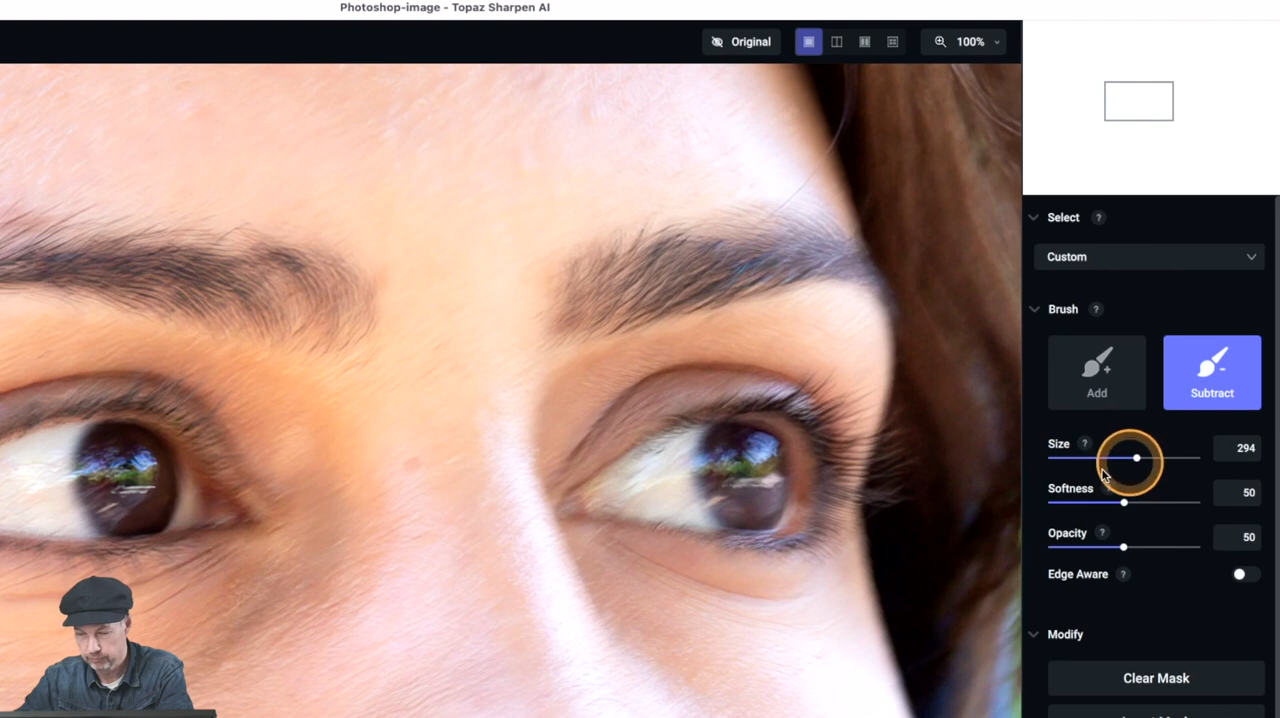 Photoshop-image - Topaz Sharpen AI
Original
100%
Select ?
Custom
Brush ?
Add
Subtract
Size ?
294
Softness
50
Opacity ?
50
Edge Aware ?
Modify
Clear Mask